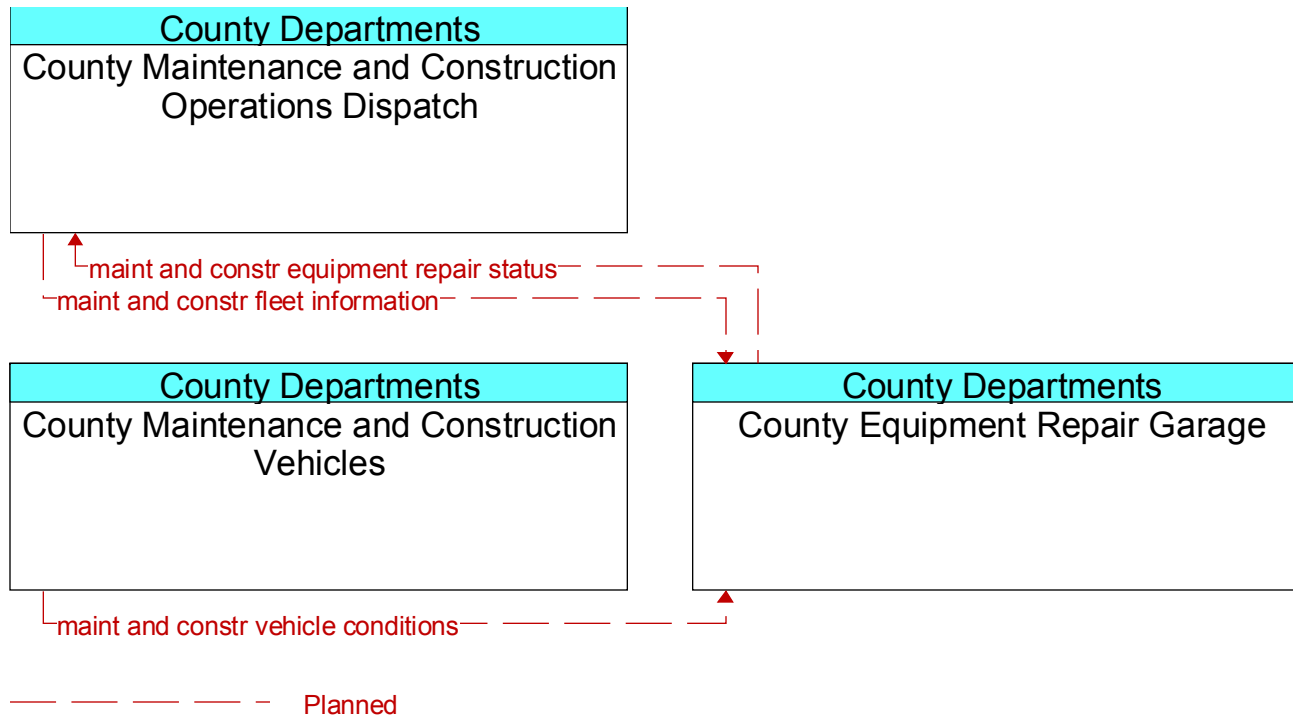 County Departments
County Maintenance and Construction
Operations Dispatch
maint and constr equipment repair status
maint and constr fleet information
County Departments
County Maintenance and Construction
Vehicles
County Departments
County Equipment Repair Garage
maint and constr vehicle conditions
Planned